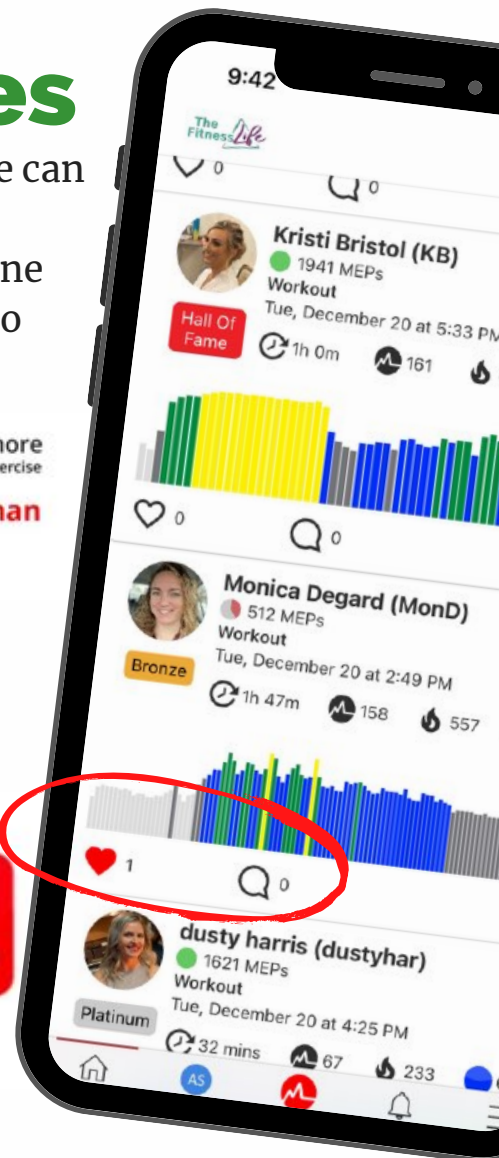 es
e can
ne
o
ore
ercise
an
9:42
The
Fitness Life
0
0
Kristi Bristol (KB)
1941 MEPs
Workout
Tue, December 20 at 5:33 PM
Hall Of
Fame
1h 0m
161
0
0
Monica Degard (MonD)
512 MEPs
Workout
Tue, December 20 at 2:49 PM
Bronze
1h 47m
158
557
1
0
dusty harris (dustyhar)
1621 MEPs
Workout
Tue, December 20 at 4:25 PM
Platinum
32 mins
67
233
AS